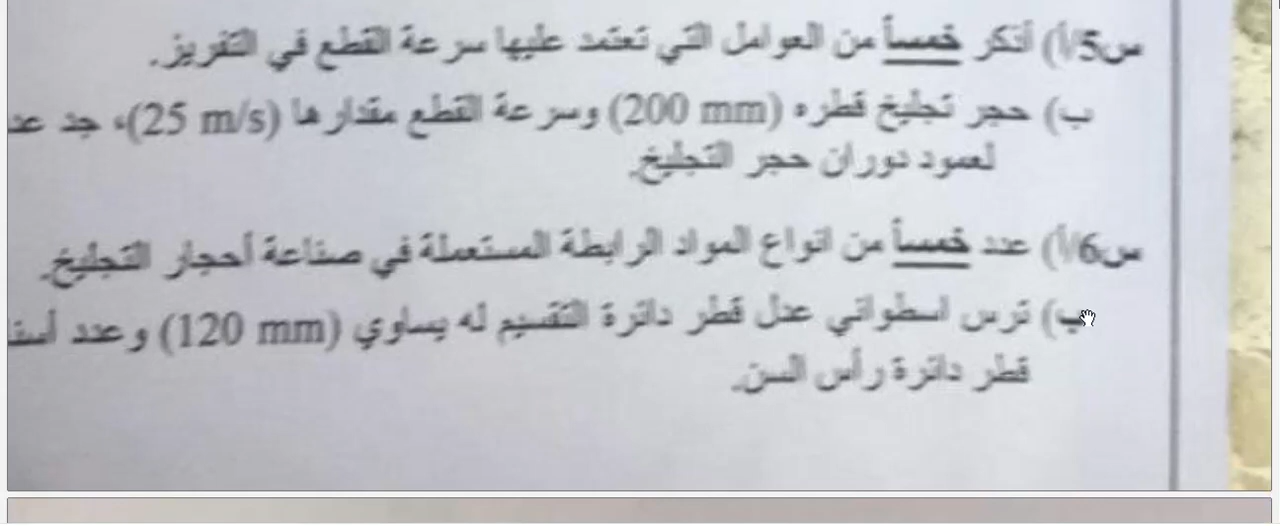 س5/أ) أذكر خمساً من العوامل التي تعتمد عليها سرعة القطع في التفريز.
ب) حجر تجليخ قطره (200 mm) وسرعة القطع مقدارها (25 m/s)، جد عد
لعمود دوران حجر التجليخ.
س6/أ) عدد خمساً من انواع المواد الرابطة المستعملة في صناعة أحجار التجليخ.
ب) ترس اسطواني عدل قطر دائرة التقسيم له يساوي (120 mm) وعدد أسنا
قطر دائرة رأس السن.